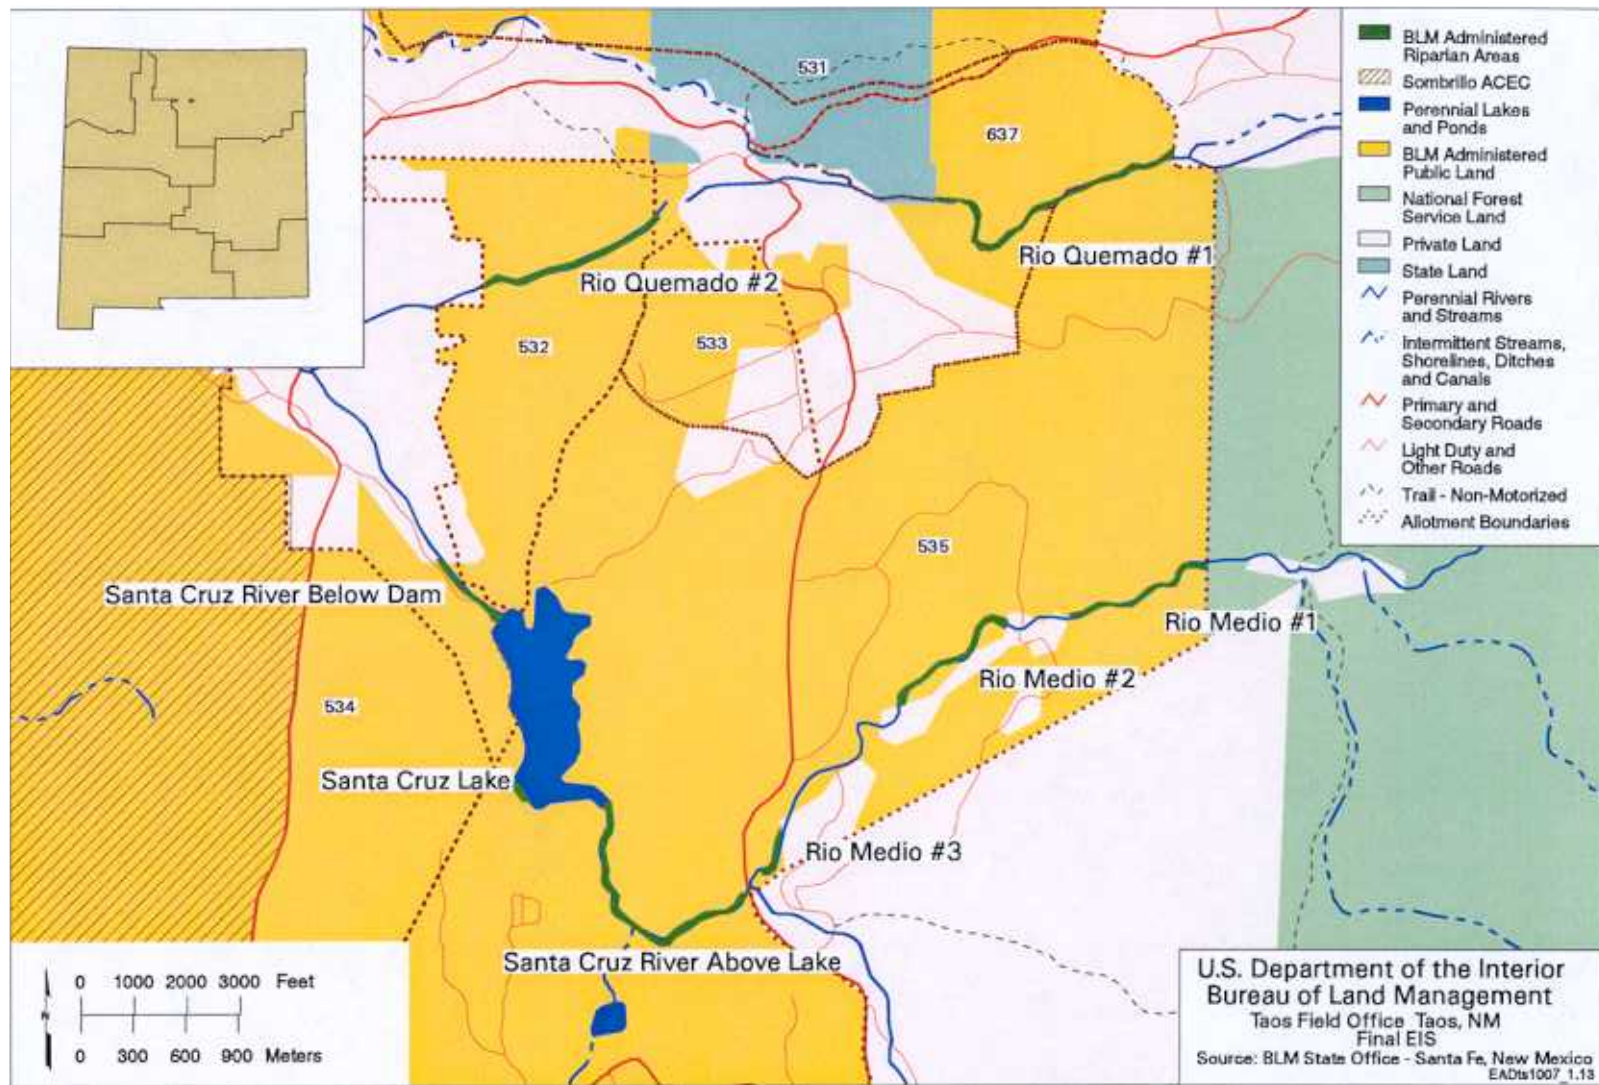 BLM Administered
Riparian Areas
Sombrillo ACEC
Perennial Lakes
and Ponds
BLM Administered
Public Land
National Forest
Service Land
Private Land
State Land
Perennial Rivers
and Streams
Intermittent Streams,
Shorelines, Ditches
and Canals
Primary and
Secondary Roads
Light Duty and
Other Roads
Trail - Non-Motorized
Allotment Boundaries
531
637
Rio Quemado #1
Rio Quemado #2
532
533
535
Santa Cruz River Below Dam
Rio Medio #1
Rio Medio #2
534
Santa Cruz Lake
Rio Medio #3
Santa Cruz River Above Lake
0 1000 2000 3000 Feet
N
0 300 600 900 Meters
U.S. Department of the Interior
Bureau of Land Management
Taos Field Office Taos, NM
Final EIS
Source: BLM State Office - Santa Fe, New Mexico
EADts1007_1.13